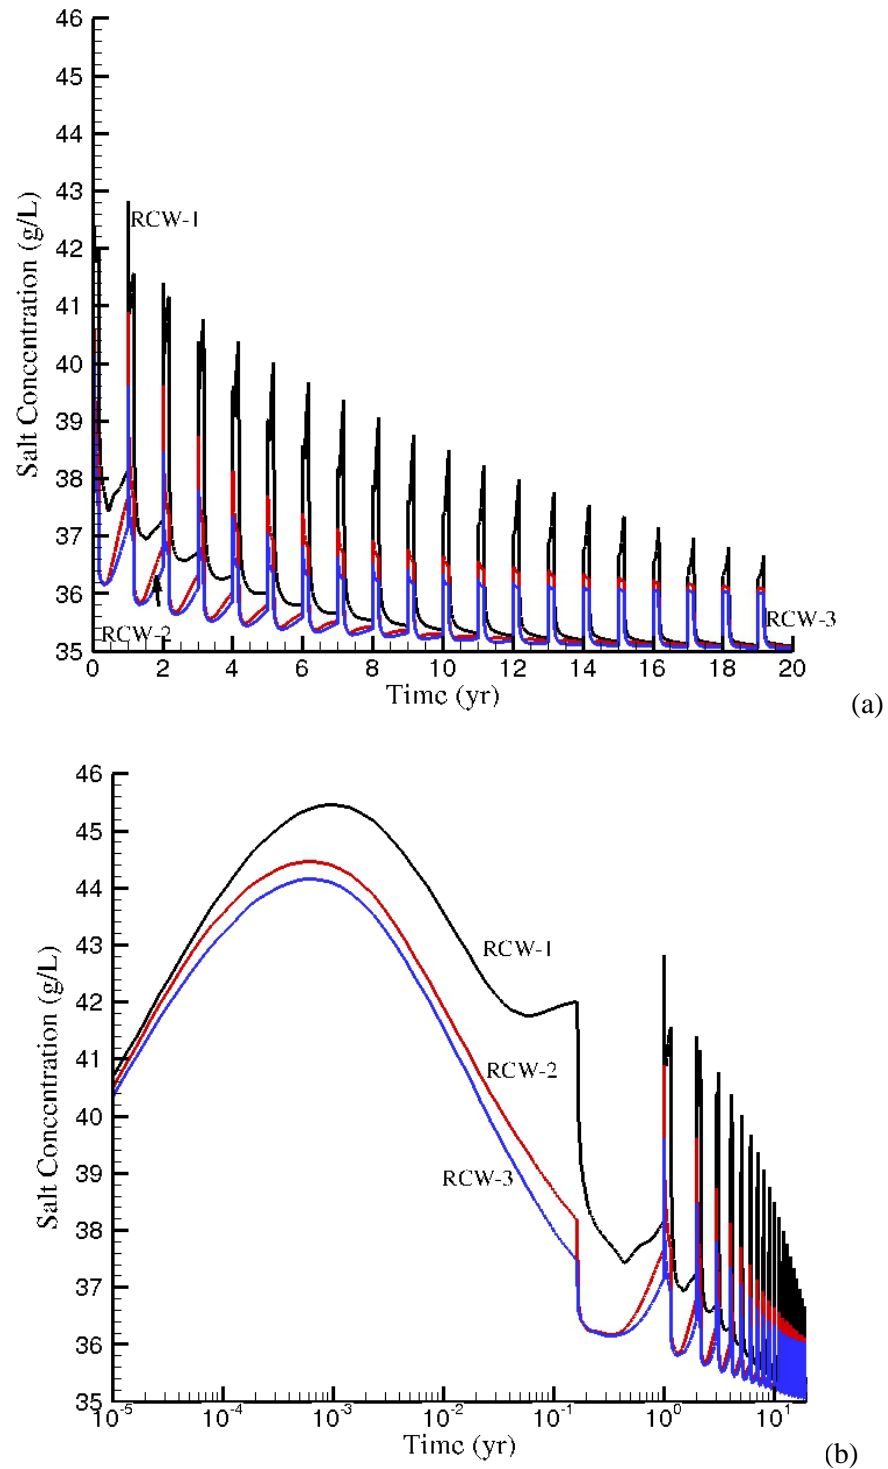 46
45
44
43
42
41
40
39
38
37
36
35
Salt Concentration (g/L)
RCW-1
RCW-2
RCW-3
0 2 4 6 8 10 12 14 16 18 20
Time (yr)
(a)
46
45
44
43
42
41
40
39
38
37
36
35
Salt Concentration (g/L)
RCW-1
RCW-2
RCW-3
10⁻⁵ 10⁻⁴ 10⁻³ 10⁻² 10⁻¹ 10⁰ 10¹
Time (yr)
(b)